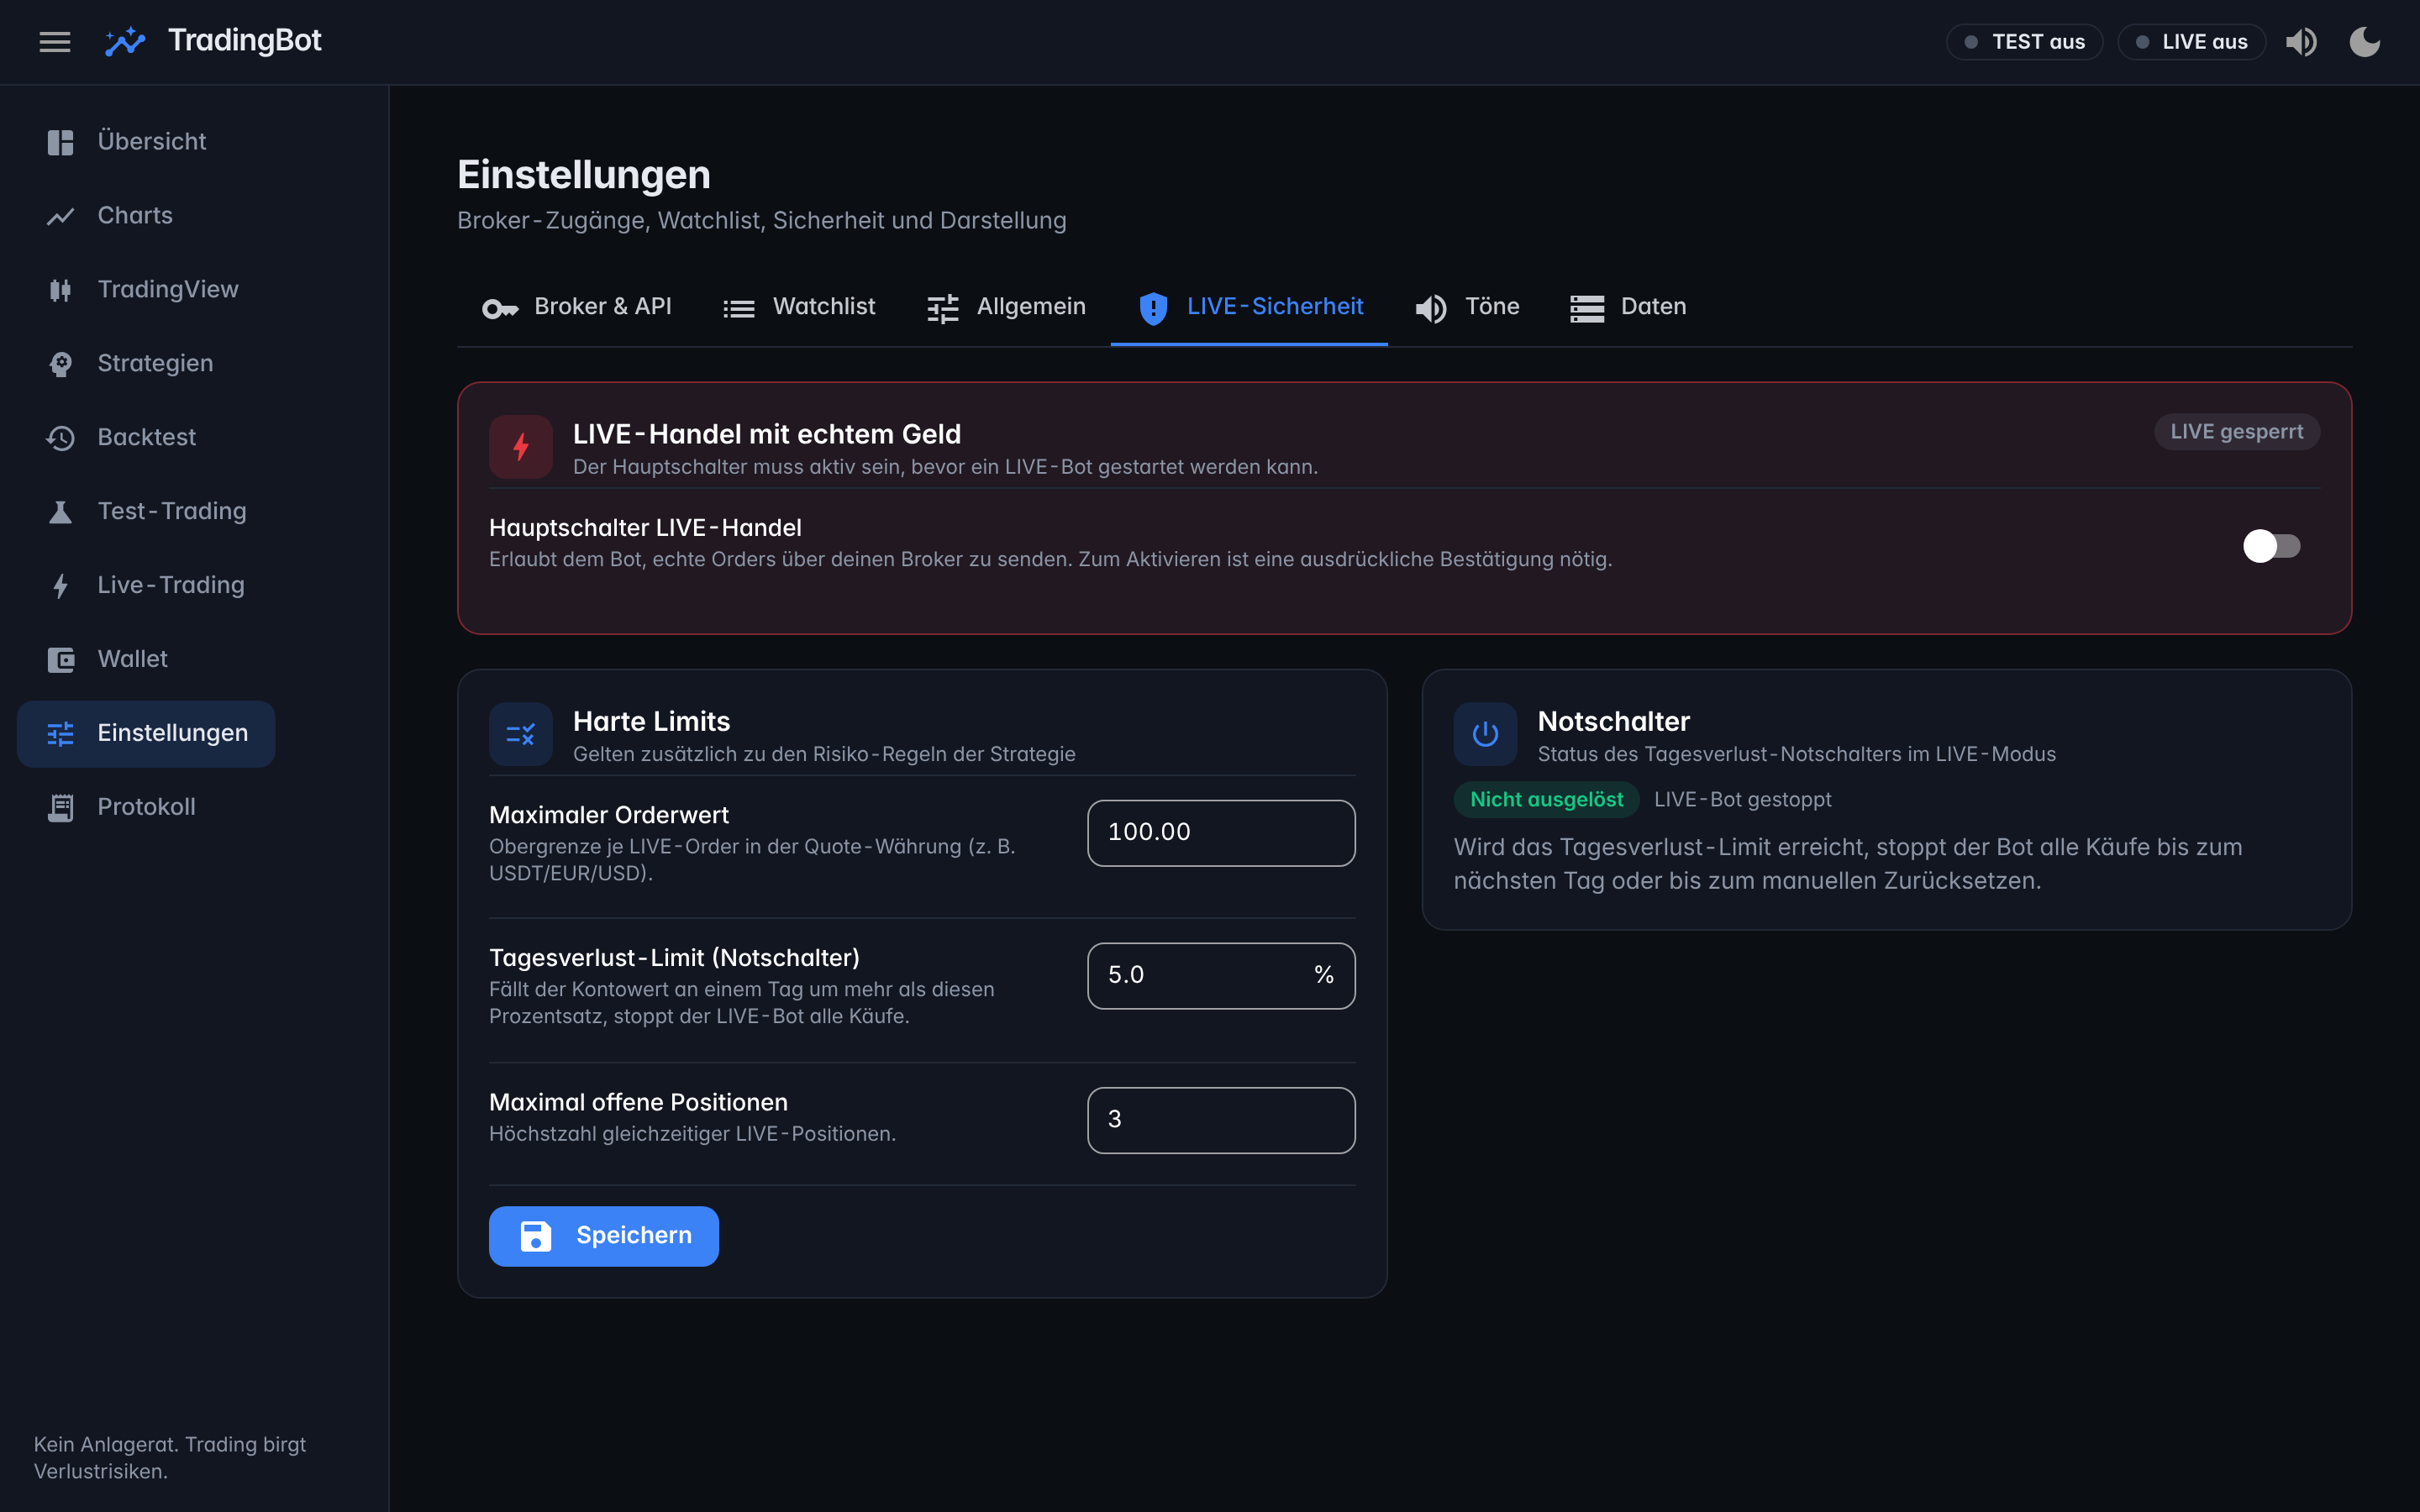 TradingBot
TEST aus
LIVE aus
Übersicht
Charts
TradingView
Strategien
Backtest
Test-Trading
Live-Trading
Wallet
Einstellungen
Protokoll
Kein Anlagerat. Trading birgt
Verlustrisiken.
Einstellungen
Broker-Zugänge, Watchlist, Sicherheit und Darstellung
Broker & API
Watchlist
Allgemein
LIVE-Sicherheit
Töne
Daten
LIVE-Handel mit echtem Geld
Der Hauptschalter muss aktiv sein, bevor ein LIVE-Bot gestartet werden kann.
LIVE gesperrt
Hauptschalter LIVE-Handel
Erlaubt dem Bot, echte Orders über deinen Broker zu senden. Zum Aktivieren ist eine ausdrückliche Bestätigung nötig.
Harte Limits
Gelten zusätzlich zu den Risiko-Regeln der Strategie
Maximaler Orderwert
Obergrenze je LIVE-Order in der Quote-Währung (z. B.
USDT/EUR/USD).
100.00
Tagesverlust-Limit (Notschalter)
Fällt der Kontowert an einem Tag um mehr als diesen
Prozentsatz, stoppt der LIVE-Bot alle Käufe.
5.0 %
Maximal offene Positionen
Höchstzahl gleichzeitiger LIVE-Positionen.
3
Speichern
Notschalter
Status des Tagesverlust-Notschalters im LIVE-Modus
Nicht ausgelöst
LIVE-Bot gestoppt
Wird das Tagesverlust-Limit erreicht, stoppt der Bot alle Käufe bis zum
nächsten Tag oder bis zum manuellen Zurücksetzen.